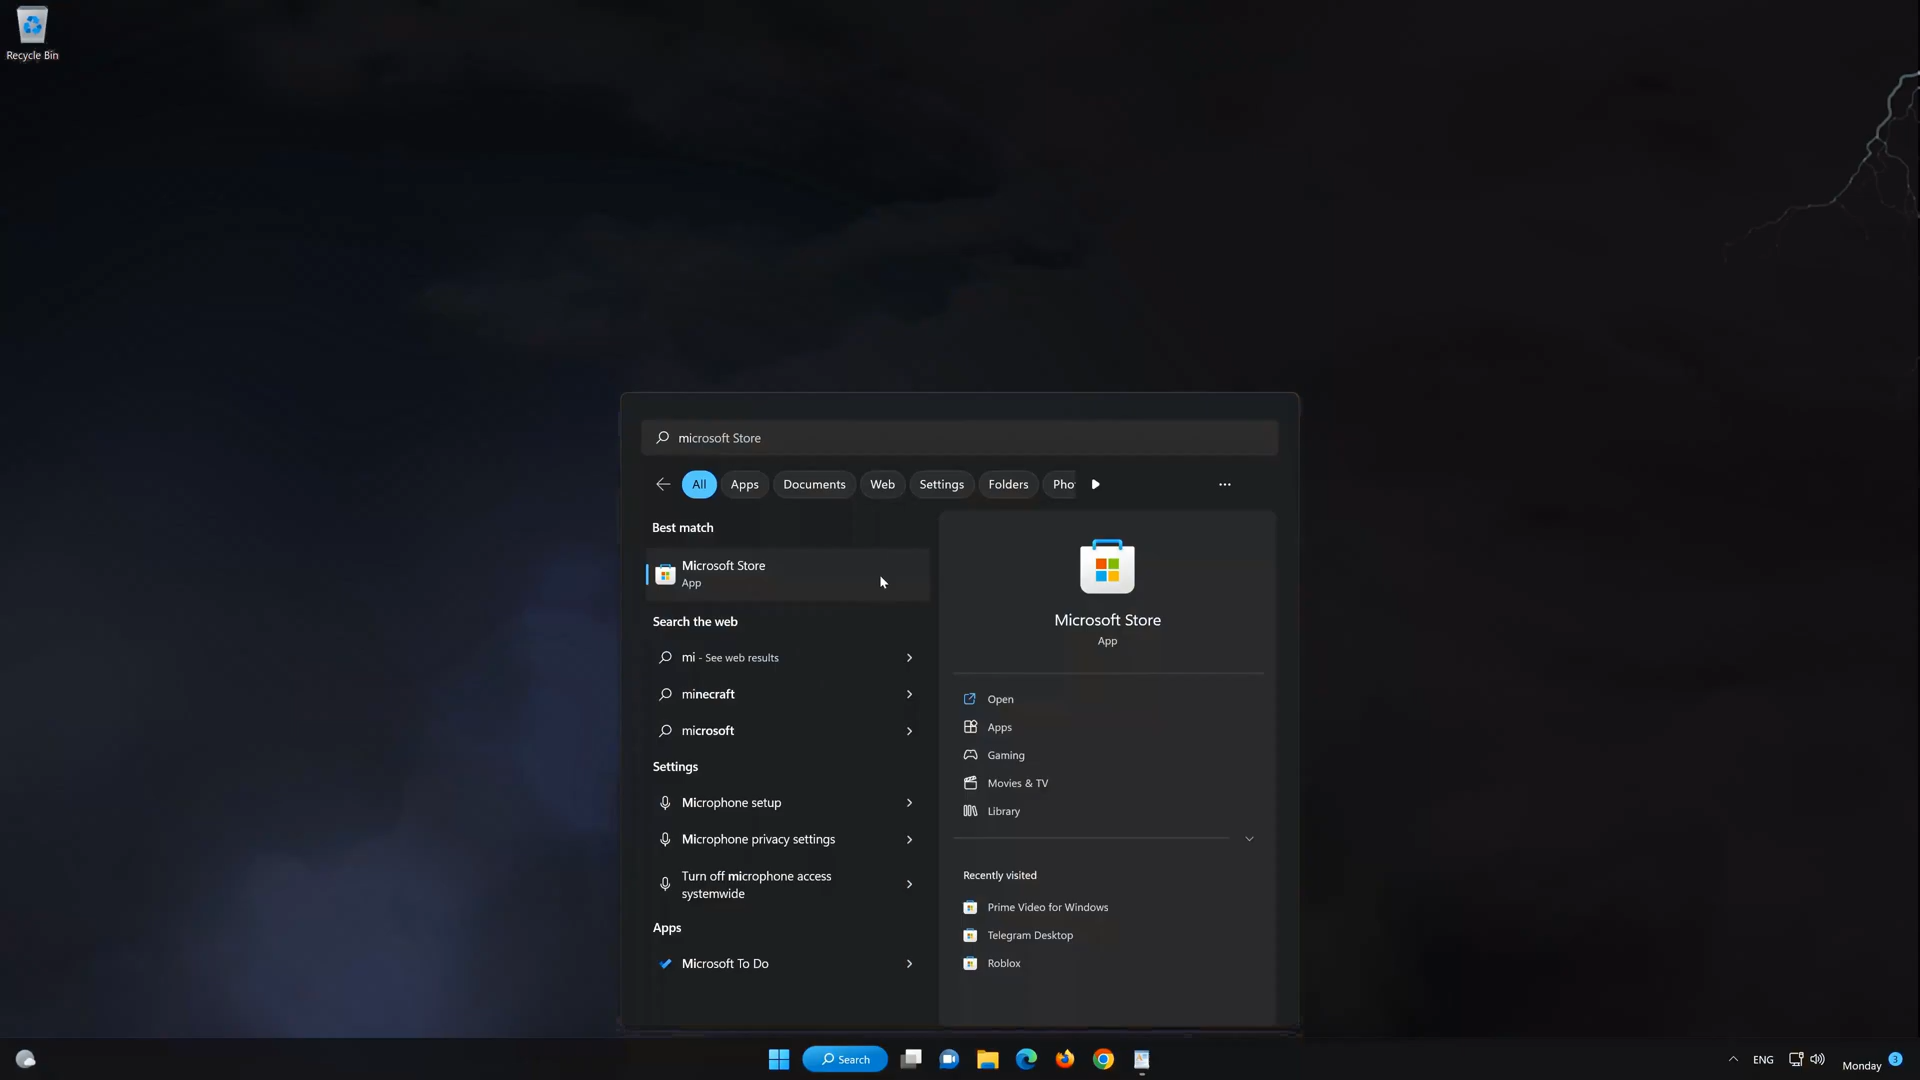 Recycle Bin
microsoft Store
All
Apps
Documents
Web
Settings
Folders
Pho
Best match
Microsoft Store
App
Search the web
mi - See web results
minecraft
microsoft
Settings
Microphone setup
Microphone privacy settings
Turn off microphone access
systemwide
Apps
Microsoft To Do
Microsoft Store
App
Open
Apps
Gaming
Movies & TV
Library
Recently visited
Prime Video for Windows
Telegram Desktop
Roblox
Search
ENG
Monday
3